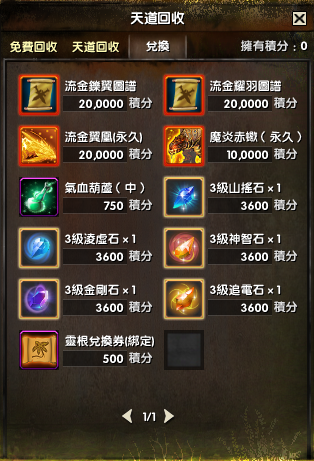 天道回收
免費回收 天道回收 兌換 擁有積分：0
流金鑠翼圖譜 流金耀羽圖譜
20,0000 積分 20,0000 積分
流金翼凰(永久) 魔炎赤蠍（永久）
20,0000 積分 10,0000 積分
氣血葫蘆（中） 3級山搖石×1
750 積分 3600 積分
3級淩虛石×1 3級神智石×1
3600 積分 3600 積分
3級金剛石×1 3級追電石×1
3600 積分 3600 積分
靈根兌換券(綁定)
500 積分
1/1